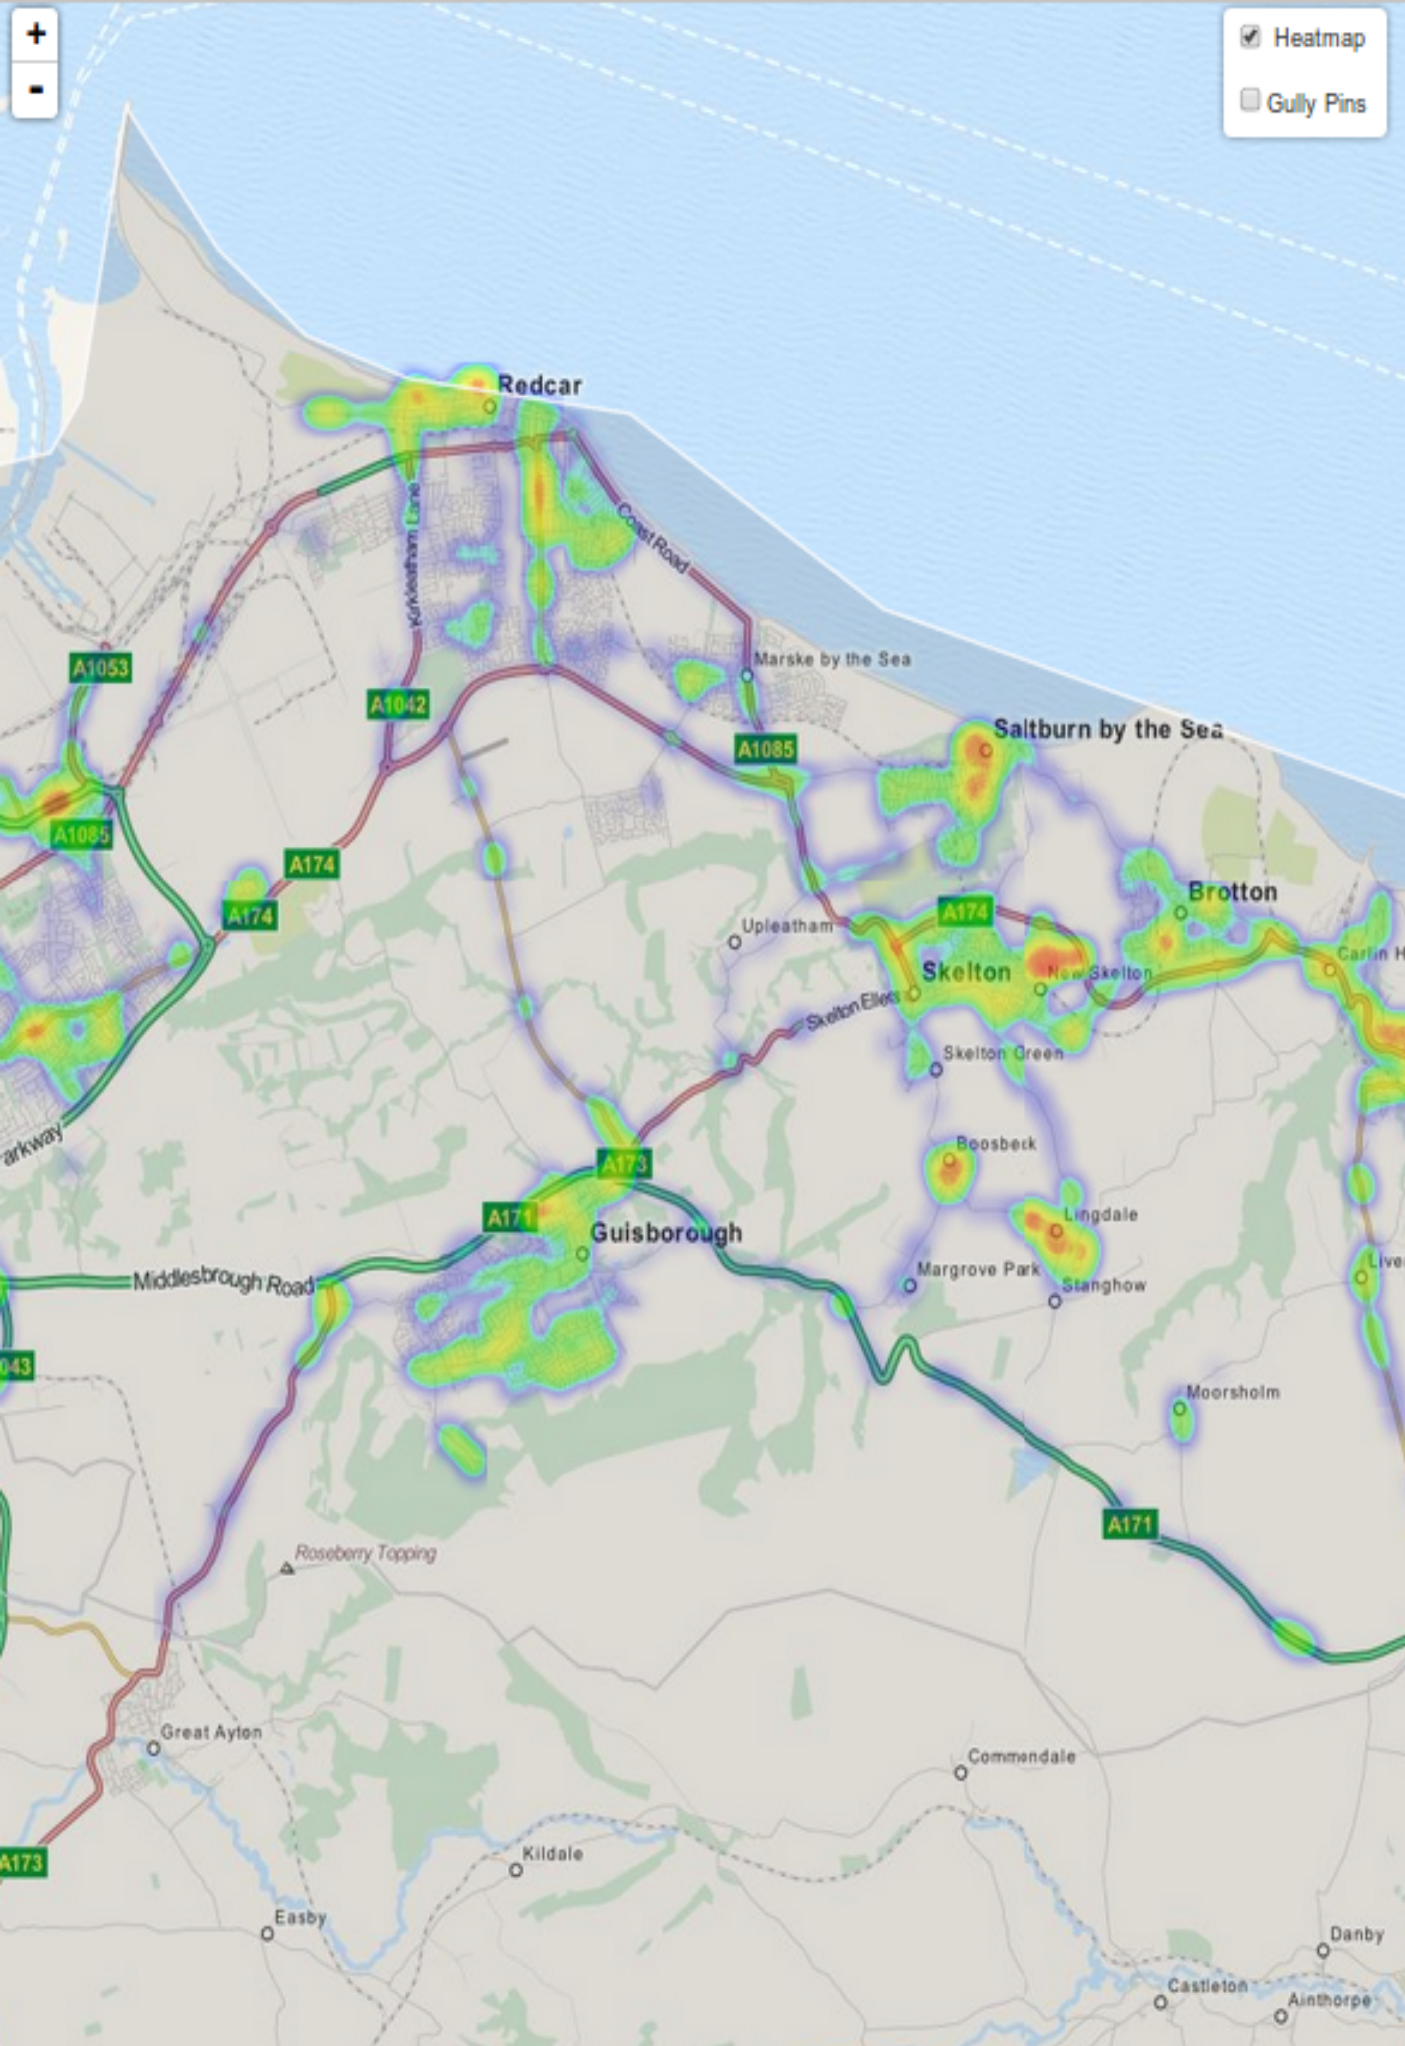 +
Heatmap
-
Gully Pins
Redcar
Kirkleatham Lane
Coast Road
A1053
Marske by the Sea
A1042
Saltburn by the Sea
A1085
A1085
A174
A174
Brotton
A174
Upleatham
Carlin H
Skelton
New Skelton
Skelton Ellers
Skelton Green
arkway
Boosbeck
A173
A171
Lingdale
Guisborough
Margrove Park
Live
Middlesbrough Road
Stanghow
043
Moorsholm
A171
Roseberry Topping
Great Ayton
Commondale
A173
Kildale
Easby
Danby
Castleton
Ainthorpe